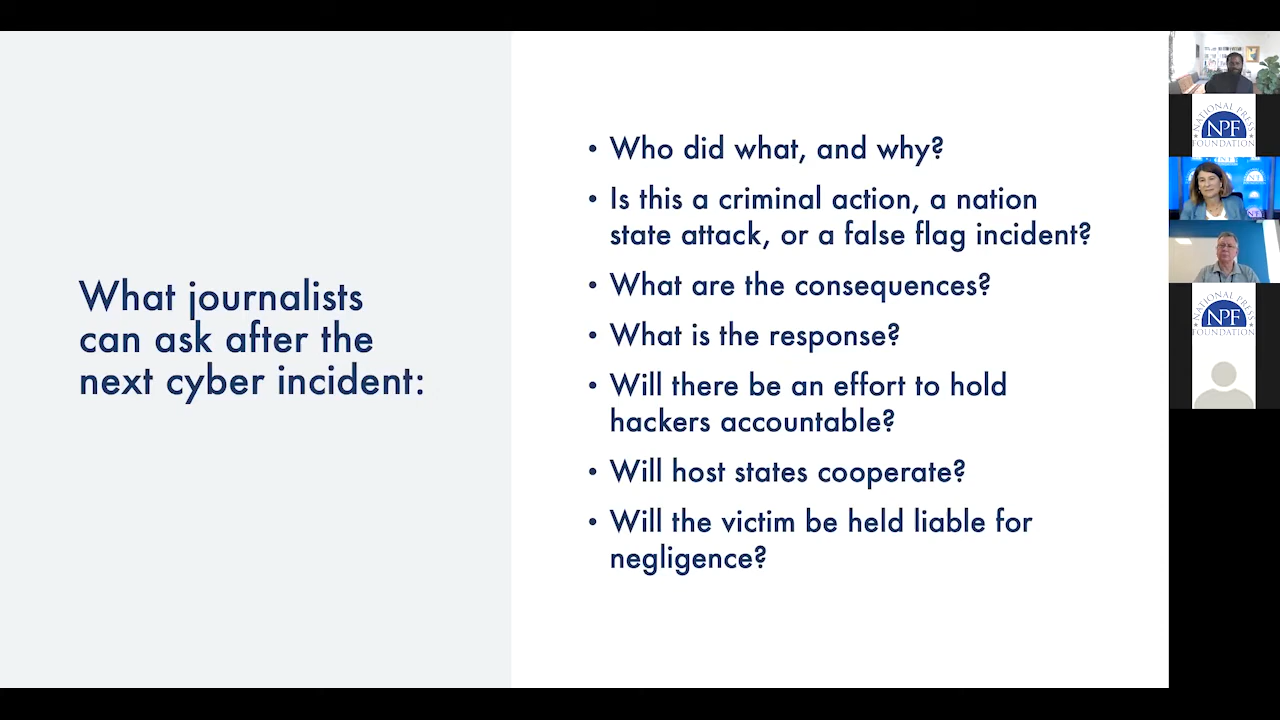 What journalists
can ask after the
next cyber incident:
• Who did what, and why?
• Is this a criminal action, a nation
state attack, or a false flag incident?
• What are the consequences?
• What is the response?
• Will there be an effort to hold
hackers accountable?
• Will host states cooperate?
• Will the victim be held liable for
negligence?
NATIONAL PRESS
NPF
FOUNDATION
NATIONAL PRESS
NPF
FOUNDATION